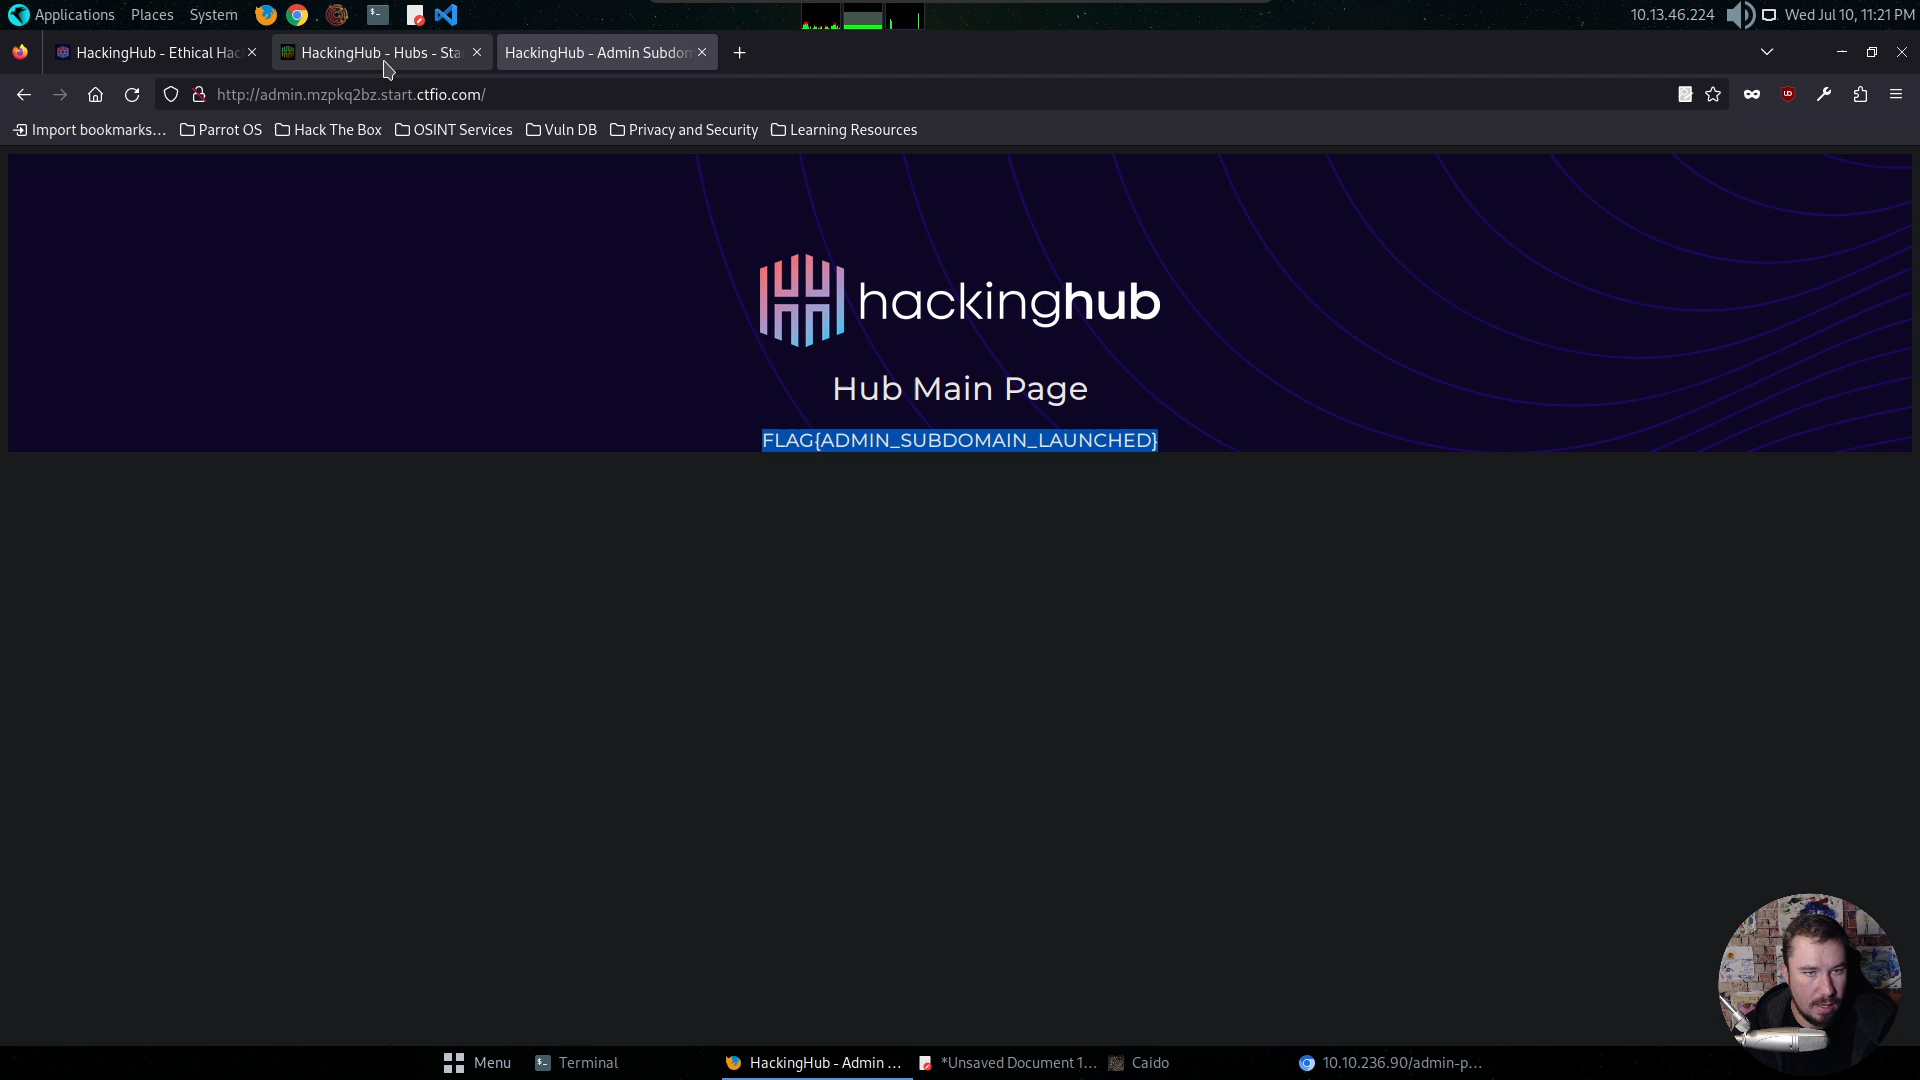 Applications Places System 10.13.46.224 Wed Jul 10, 11:21 PM
HackingHub - Ethical Hac HackingHub - Hubs - Sta HackingHub - Admin Subdom
http://admin.mzpkq2bz.start.ctfio.com/
Import bookmarks... Parrot OS Hack The Box OSINT Services Vuln DB Privacy and Security Learning Resources
hackinghub
Hub Main Page
FLAG{ADMIN_SUBDOMAIN_LAUNCHED}
Menu Terminal HackingHub - Admin ... *Unsaved Document 1... Caido 10.10.236.90/admin-p...